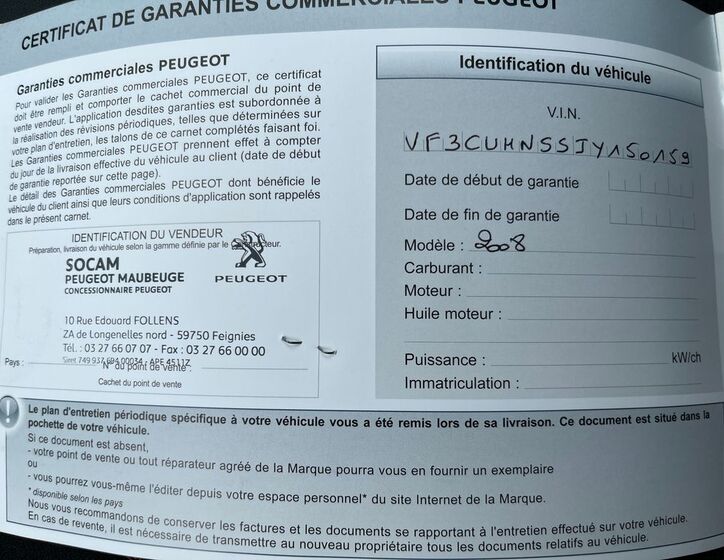 CERTIFICAT DE GARANTIES COMMERCIALES PEUGEOT
Garanties commerciales PEUGEOT
Pour valider les Garanties commerciales PEUGEOT, ce certificat
doit être rempli et comporter le cachet commercial du point de
vente vendeur. L'application desdites garanties est subordonnée à
la réalisation des révisions périodiques, telles que déterminées sur
votre plan d'entretien, les talons de ce carnet complétés faisant foi.
Les Garanties commerciales PEUGEOT prennent effet à compter
du jour de la livraison effective du véhicule au client (date de début
de garantie reportée sur cette page).
Le détail des Garanties commerciales PEUGEOT dont bénéficie le
véhicule du client ainsi que leurs conditions d'application sont rappelés
dans le présent carnet.
IDENTIFICATION DU VENDEUR
Préparation, livraison du véhicule selon la gamme définie par le constructeur.
SOCAM
PEUGEOT MAUBEUGE
CONCESSIONNAIRE PEUGEOT
PEUGEOT
10 Rue Edouard FOLLENS
ZA de Longenelles nord - 59750 Feignies
Tél. : 03 27 66 07 07 - Fax : 03 27 66 00 00
Siret 749 937 694 00034 - APE 4511Z
Pays :
N° du point de vente :
Cachet du point de vente
Identification du véhicule
V.I.N.
VF3CUHNSSJY150159
Date de début de garantie
Date de fin de garantie
Modèle : 2008
Carburant :
Moteur :
Huile moteur :
Puissance : kW/ch
Immatriculation :
Le plan d'entretien périodique spécifique à votre véhicule vous a été remis lors de sa livraison. Ce document est situé dans la
pochette de votre véhicule.
Si ce document est absent,
- votre point de vente ou tout réparateur agréé de la Marque pourra vous en fournir un exemplaire
ou
- vous pourrez vous-même l'éditer depuis votre espace personnel* du site Internet de la Marque.
* disponible selon les pays
Nous vous recommandons de conserver les factures et les documents se rapportant à l'entretien effectué sur votre véhicule.
En cas de revente, il est nécessaire de transmettre au nouveau propriétaire tous les documents relatifs au véhicule.